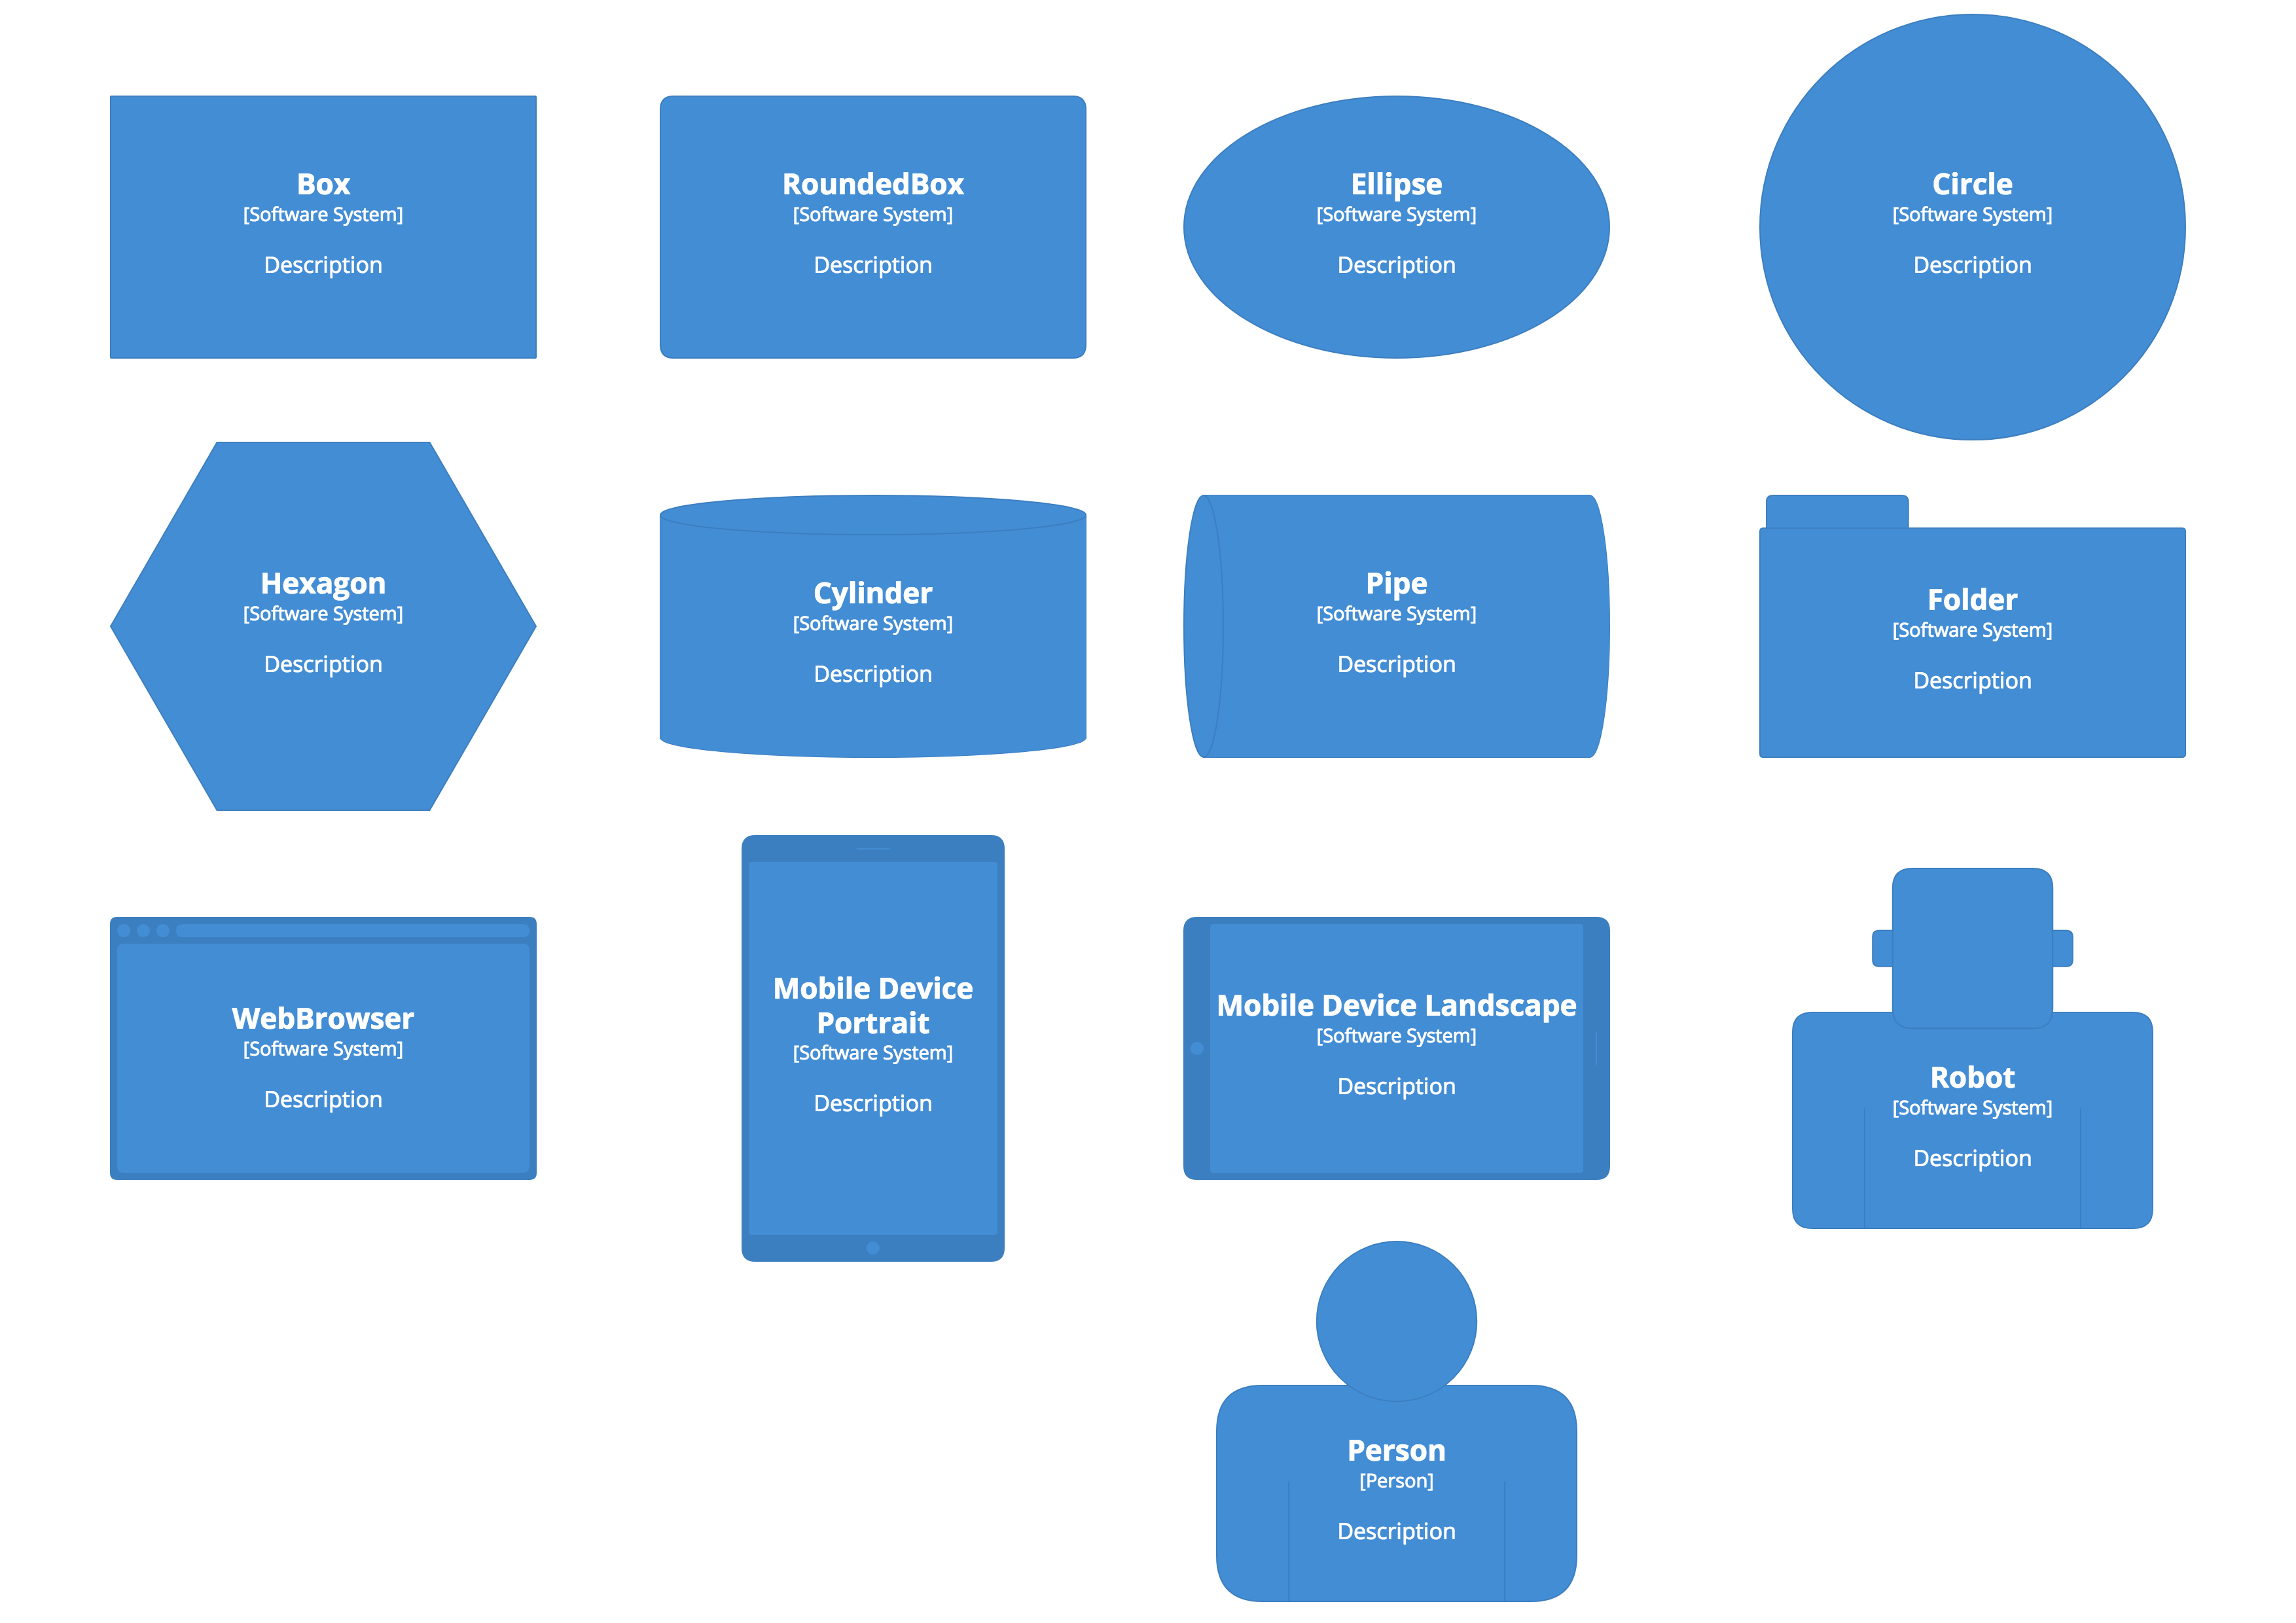 Box
[Software System]
Description
RoundedBox
[Software System]
Description
Ellipse
[Software System]
Description
Circle
[Software System]
Description
Hexagon
[Software System]
Description
Cylinder
[Software System]
Description
Pipe
[Software System]
Description
Folder
[Software System]
Description
WebBrowser
[Software System]
Description
Mobile Device
Portrait
[Software System]
Description
Mobile Device Landscape
[Software System]
Description
Robot
[Software System]
Description
Person
[Person]
Description